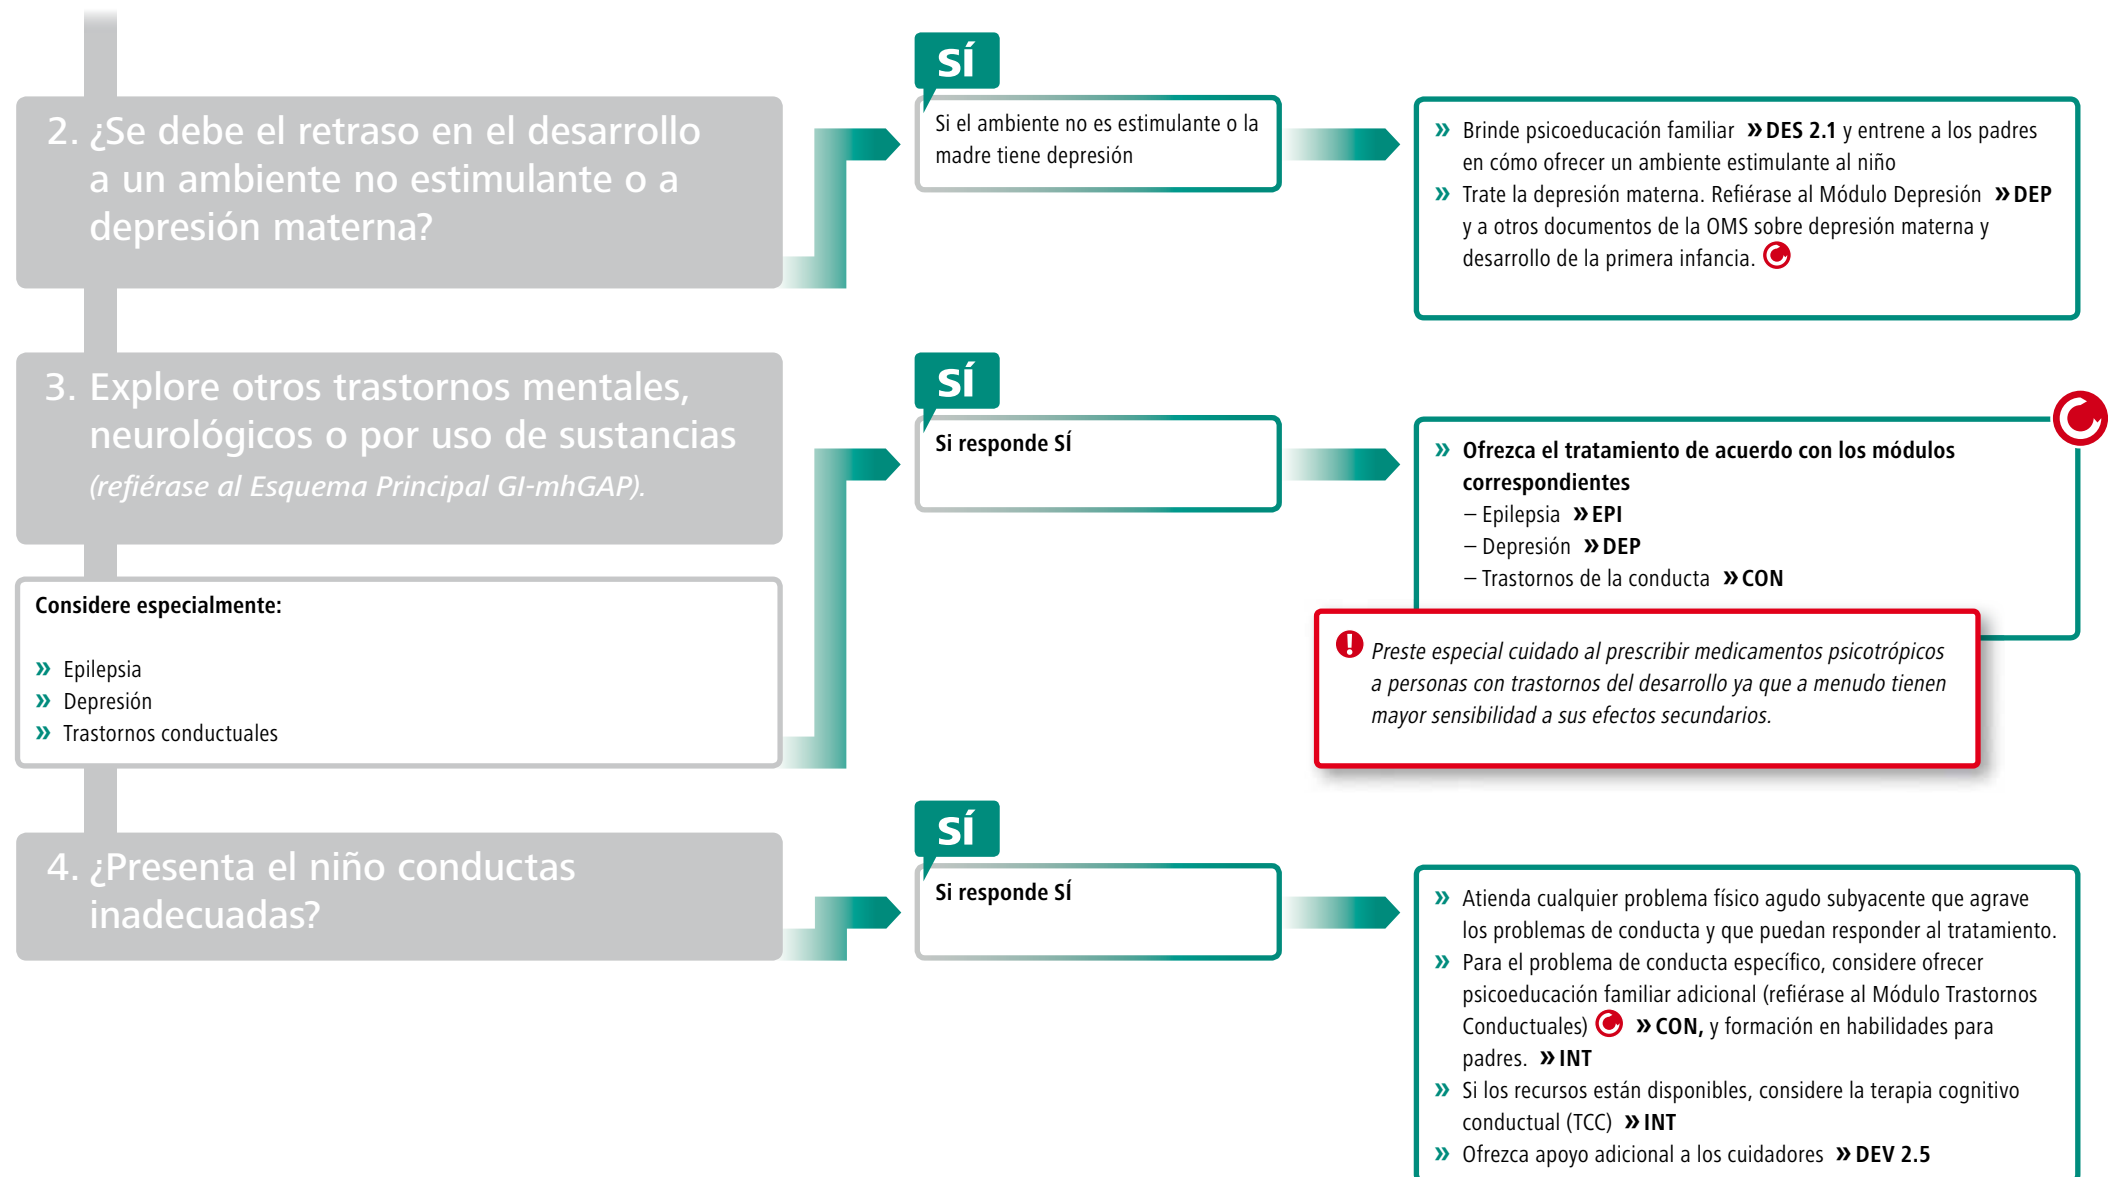 2. ¿Se debe el retraso en el desarrollo
a un ambiente no estimulante o a
depresión materna?
SÍ
Si el ambiente no es estimulante o la
madre tiene depresión
» Brinde psicoeducación familiar »DES 2.1 y entrene a los padres
en cómo ofrecer un ambiente estimulante al niño
» Trate la depresión materna. Refiérase al Módulo Depresión »DEP
y a otros documentos de la OMS sobre depresión materna y
desarrollo de la primera infancia.
3. Explore otros trastornos mentales,
neurológicos o por uso de sustancias
(refiérase al Esquema Principal GI-mhGAP).
Considere especialmente:
» Epilepsia
» Depresión
» Trastornos conductuales
SÍ
Si responde SÍ
» Ofrezca el tratamiento de acuerdo con los módulos
correspondientes
– Epilepsia »EPI
– Depresión »DEP
– Trastornos de la conducta »CON
! Preste especial cuidado al prescribir medicamentos psicotrópicos
a personas con trastornos del desarrollo ya que a menudo tienen
mayor sensibilidad a sus efectos secundarios.
4. ¿Presenta el niño conductas
inadecuadas?
SÍ
Si responde SÍ
» Atienda cualquier problema físico agudo subyacente que agrave
los problemas de conducta y que puedan responder al tratamiento.
» Para el problema de conducta específico, considere ofrecer
psicoeducación familiar adicional (refiérase al Módulo Trastornos
Conductuales) »CON, y formación en habilidades para
padres. »INT
» Si los recursos están disponibles, considere la terapia cognitivo
conductual (TCC) »INT
» Ofrezca apoyo adicional a los cuidadores »DEV 2.5